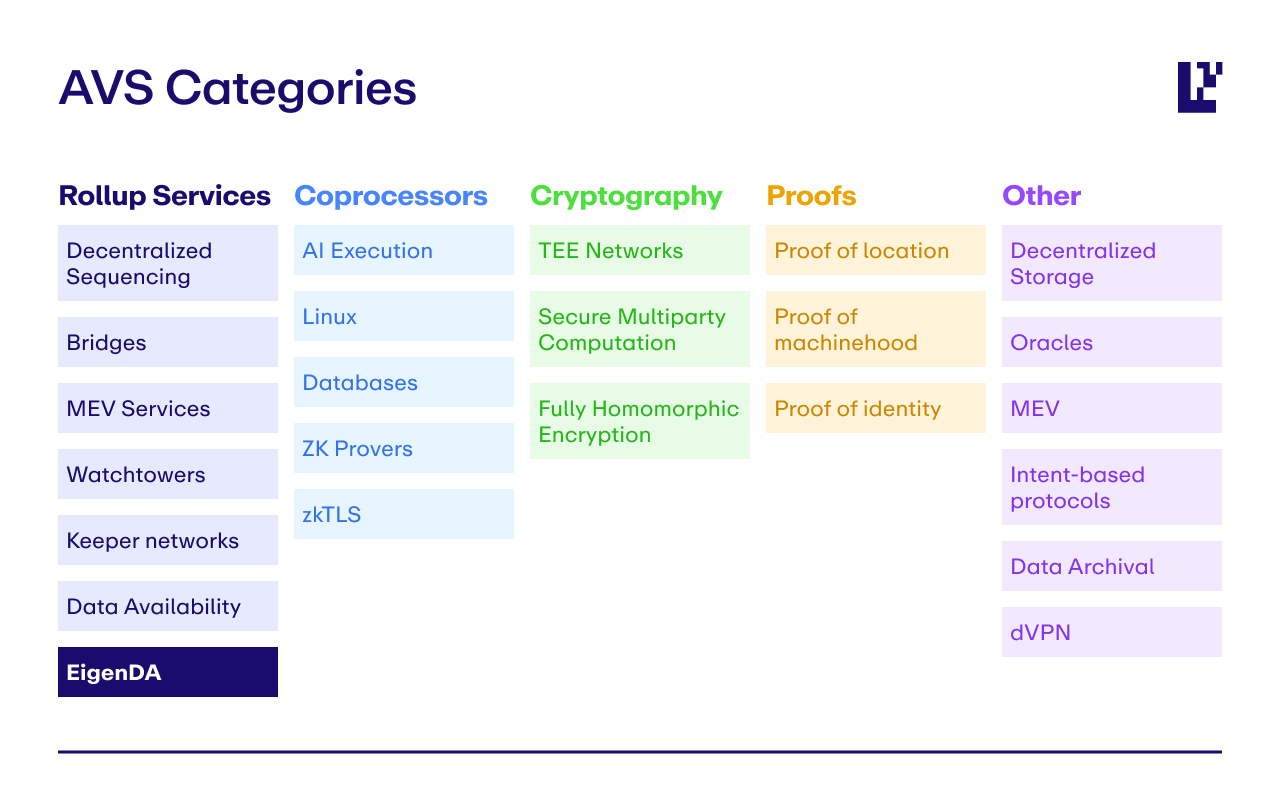 AVS Categories
Rollup Services
Decentralized
Sequencing
Bridges
MEV Services
Watchtowers
Keeper networks
Data Availability
EigenDA
Coprocessors
AI Execution
Linux
Databases
ZK Provers
zkTLS
Cryptography
TEE Networks
Secure Multiparty
Computation
Fully Homomorphic
Encryption
Proofs
Proof of location
Proof of
machinehood
Proof of identity
Other
Decentralized
Storage
Oracles
MEV
Intent-based
protocols
Data Archival
dVPN